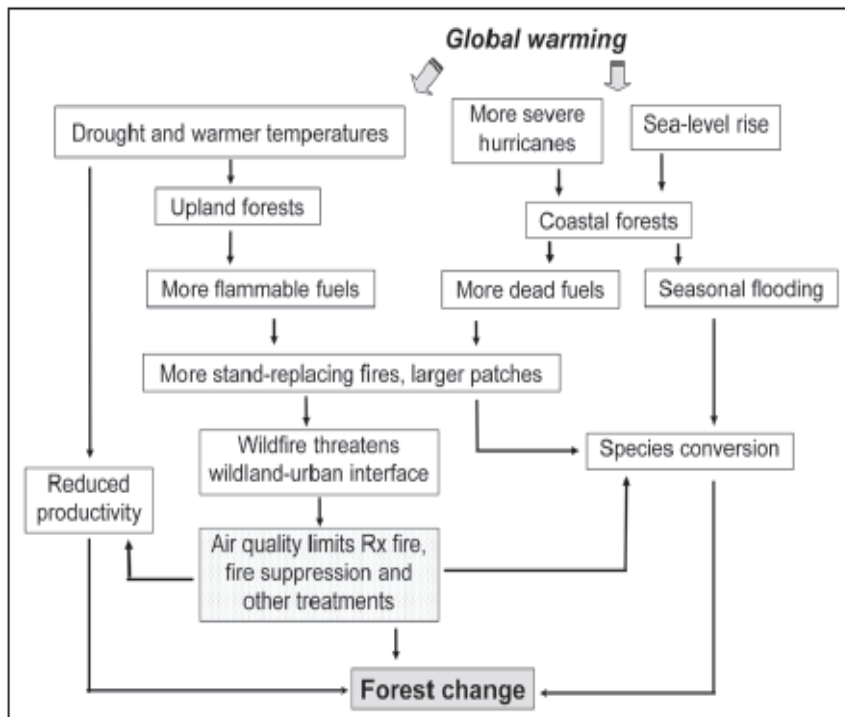 Global warming
Drought and warmer temperatures
More severe
hurricanes
Sea-level rise
Upland forests
Coastal forests
More flammable fuels
More dead fuels
Seasonal flooding
More stand-replacing fires, larger patches
Wildfire threatens
wildland-urban interface
Species conversion
Reduced
productivity
Air quality limits Rx fire,
fire suppression and
other treatments
Forest change